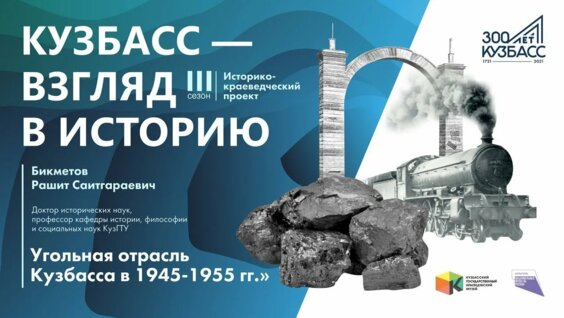 КУЗБАСС —
ВЗГЛЯД
В ИСТОРИЮ
III
сезон
Историко-
краеведческий
проект
300 ЛЕТ
КУЗБАСС
1721 2021
Бикметов
Рашит Саитгараевич
Доктор исторических наук,
профессор кафедры истории, философии
и социальных наук КузГТУ
Угольная отрасль
Кузбасса в 1945-1955 гг.»
КУЗБАССКИЙ
ГОСУДАРСТВЕННЫЙ
КРАЕВЕДЧЕСКИЙ
МУЗЕЙ